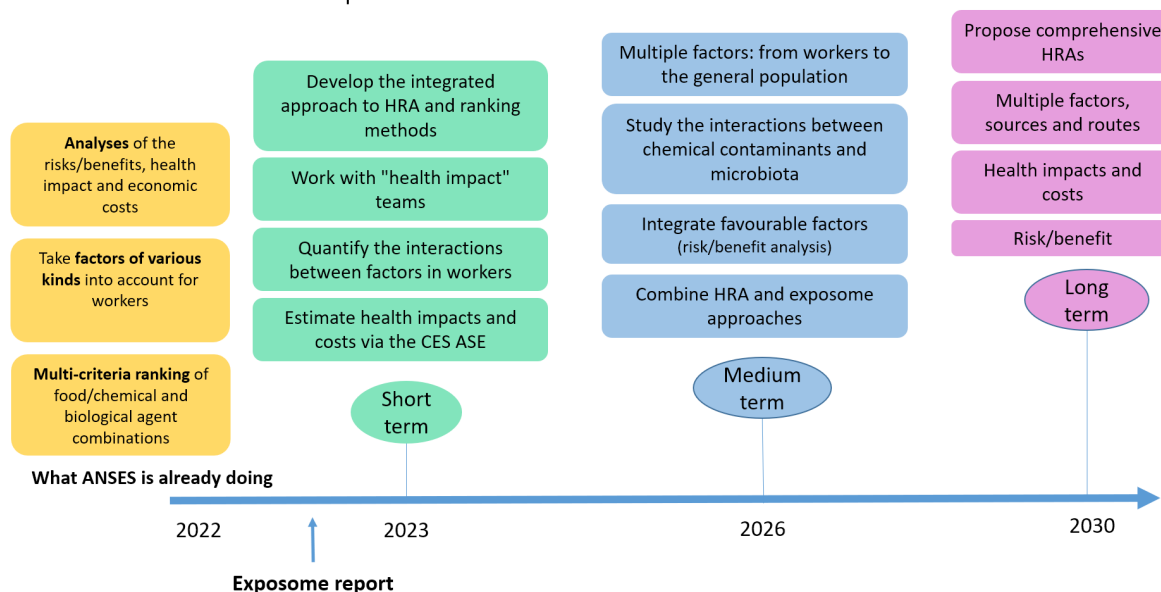 Analyses of the
risks/benefits, health
impact and economic
costs
Take factors of various
kinds into account for
workers
Multi-criteria ranking of
food/chemical and
biological agent
combinations
What ANSES is already doing
Develop the integrated
approach to HRA and ranking
methods
Work with "health impact"
teams
Quantify the interactions
between factors in workers
Estimate health impacts and
costs via the CES ASE
Short
term
Multiple factors: from workers to
the general population
Study the interactions between
chemical contaminants and
microbiota
Integrate favourable factors
(risk/benefit analysis)
Combine HRA and exposome
approaches
Medium
term
Propose comprehensive
HRAs
Multiple factors,
sources and routes
Health impacts and
costs
Risk/benefit
Long
term
2022
2023
2026
2030
Exposome report